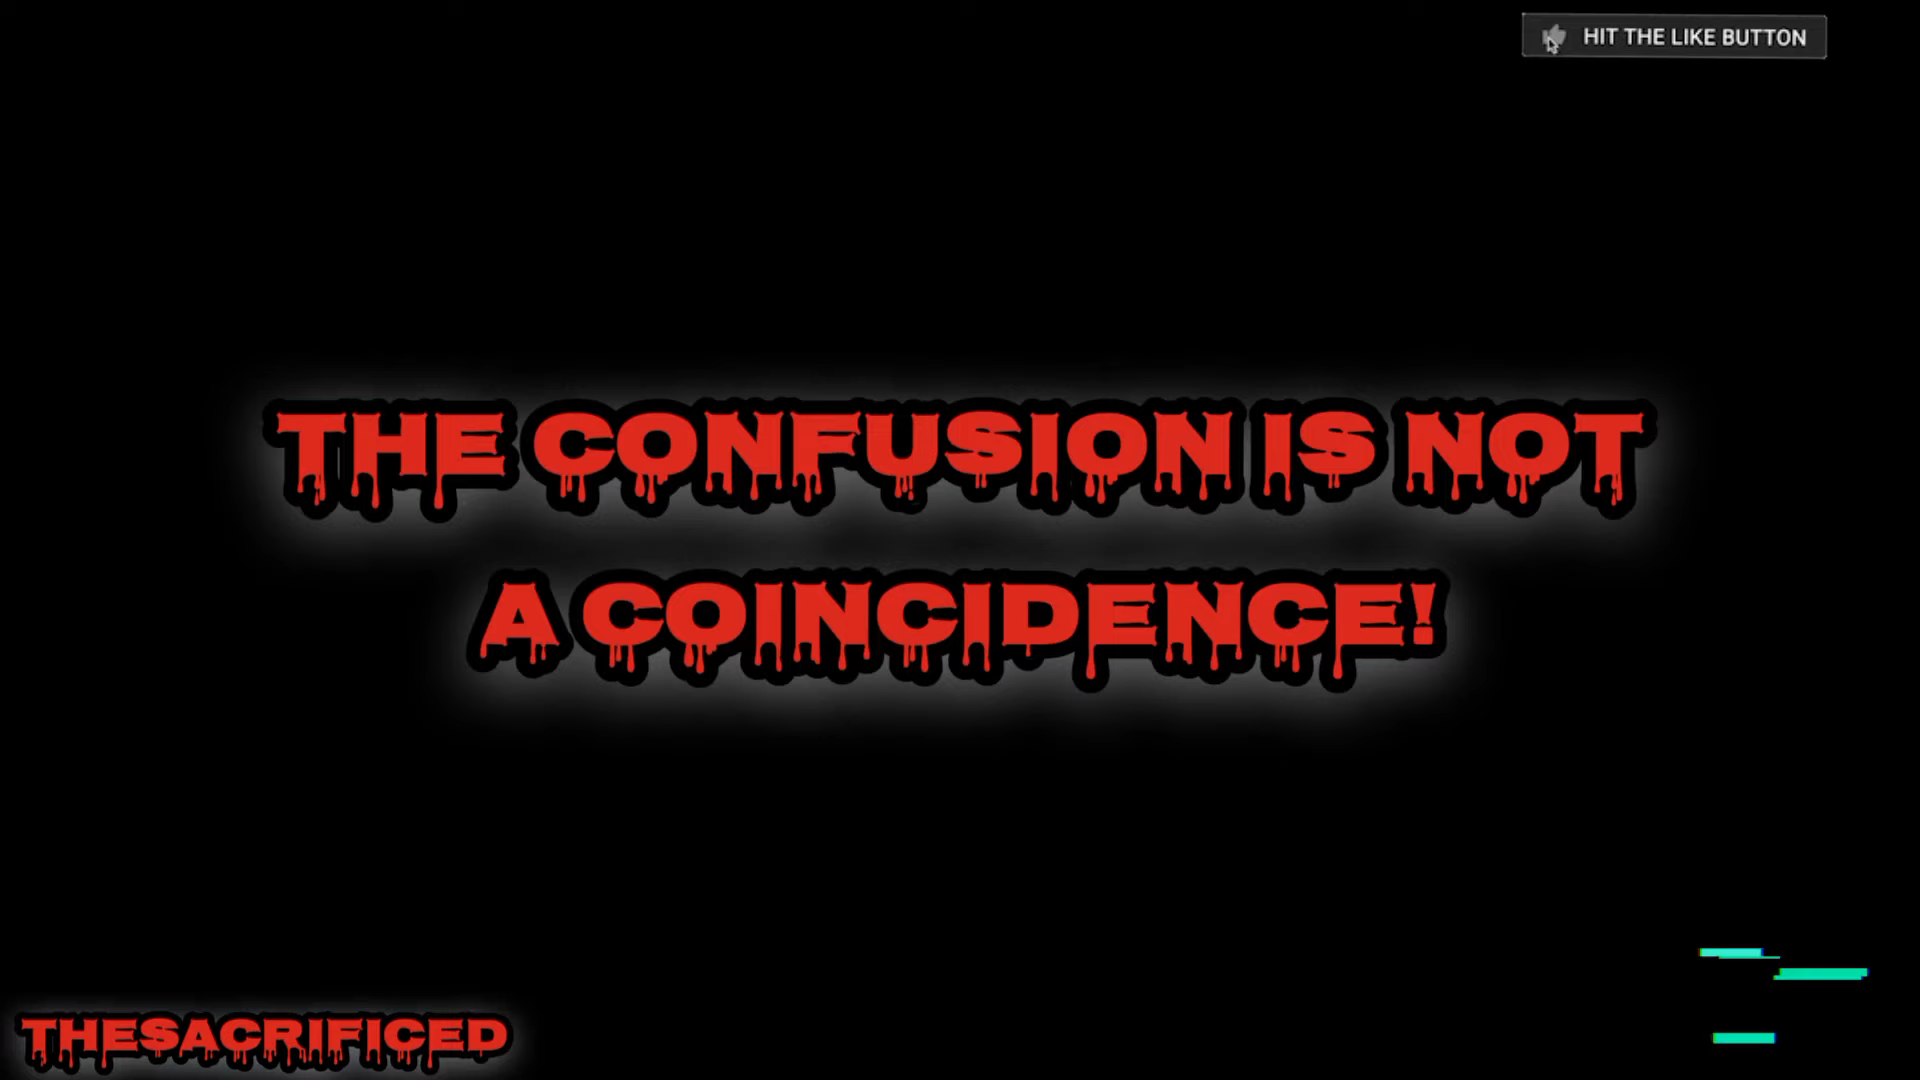 HIT THE LIKE BUTTON
THE CONFUSION IS NOT
A COINCIDENCE!
THESACRIFICED